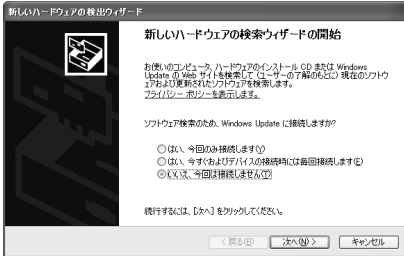 新しいハードウェアの検出ウィザード
新しいハードウェアの検索ウィザードの開始
お使いのコンピュータ、ハードウェアのインストール CD または Windows
Update の Web サイトを検索して (ユーザーの了解のもとに) 現在のソフトウ
ェアおよび更新されたソフトウェアを検索します。
プライバシー ポリシーを表示します。
ソフトウェア検索のため、Windows Update に接続しますか?
はい、今回のみ接続します(Y)
はい、今すぐおよびデバイスの接続時には毎回接続します(E)
いいえ、今回は接続しません(T)
続行するには、[次へ] をクリックしてください。
< 戻る(B)
次へ(N) >
キャンセル